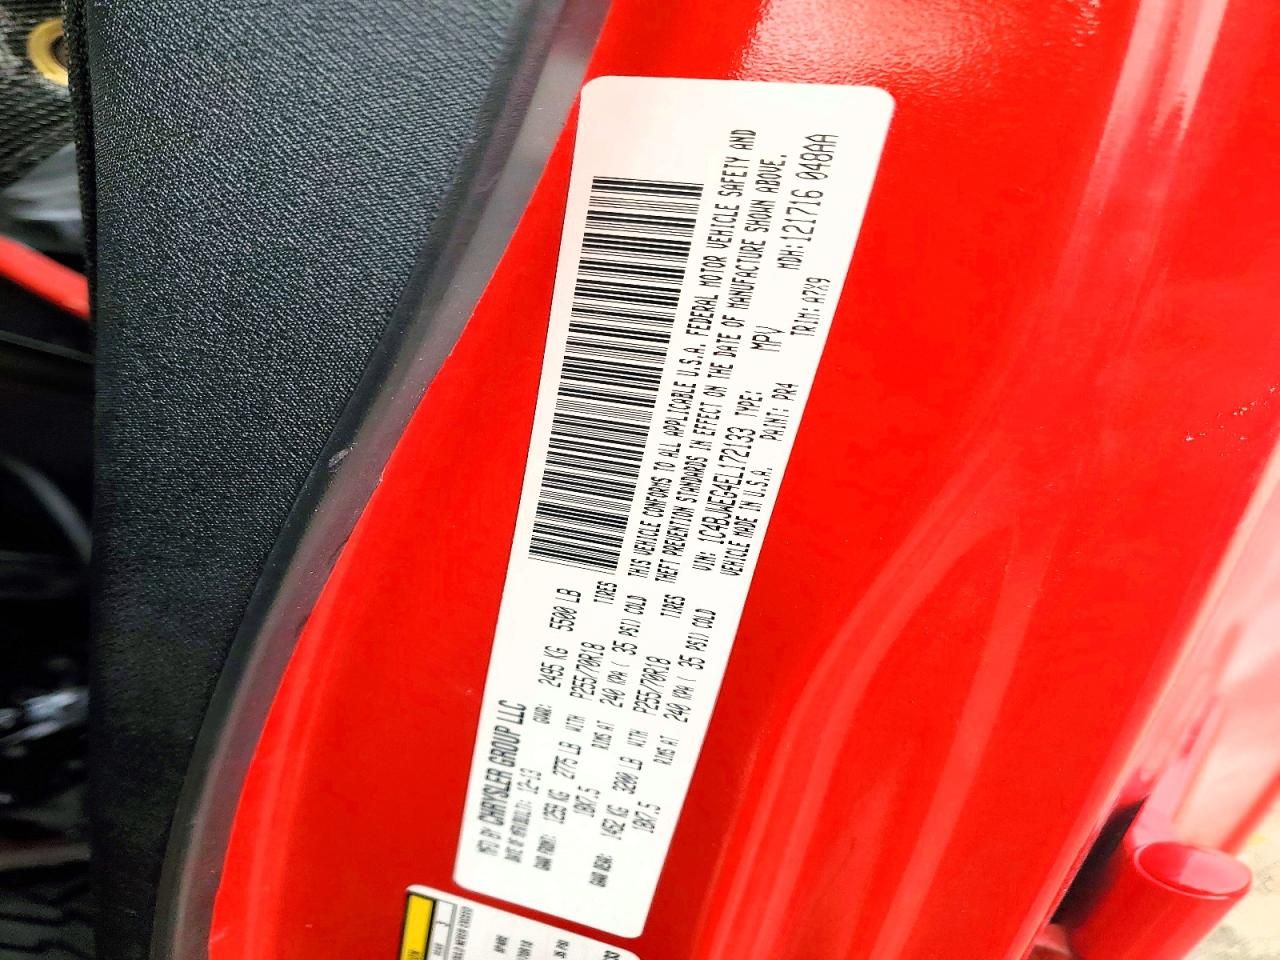 MFD BY CHRYSLER GROUP LLC
DATE OF MFR(BUILT): 12-13 GVWR: 2495 KG 5500 LB
GAWR FRONT: 1259 KG 2775 LB WITH P255/70R18 TIRES
18X7.5 RIMS AT 240 KPA ( 35 PSI) COLD
GAWR REAR: 1452 KG 3200 LB WITH P255/70R18 TIRES
18X7.5 RIMS AT 240 KPA ( 35 PSI) COLD
THIS VEHICLE CONFORMS TO ALL APPLICABLE U.S.A. FEDERAL MOTOR VEHICLE SAFETY AND
THEFT PREVENTION STANDARDS IN EFFECT ON THE DATE OF MANUFACTURE SHOWN ABOVE.
VIN: 1C4BJWEG4EL172133 TYPE: MPV MDH:121716 048AA
VEHICLE MADE IN U.S.A. PAINT: PR4 TRIM: A7X9
REAR 3